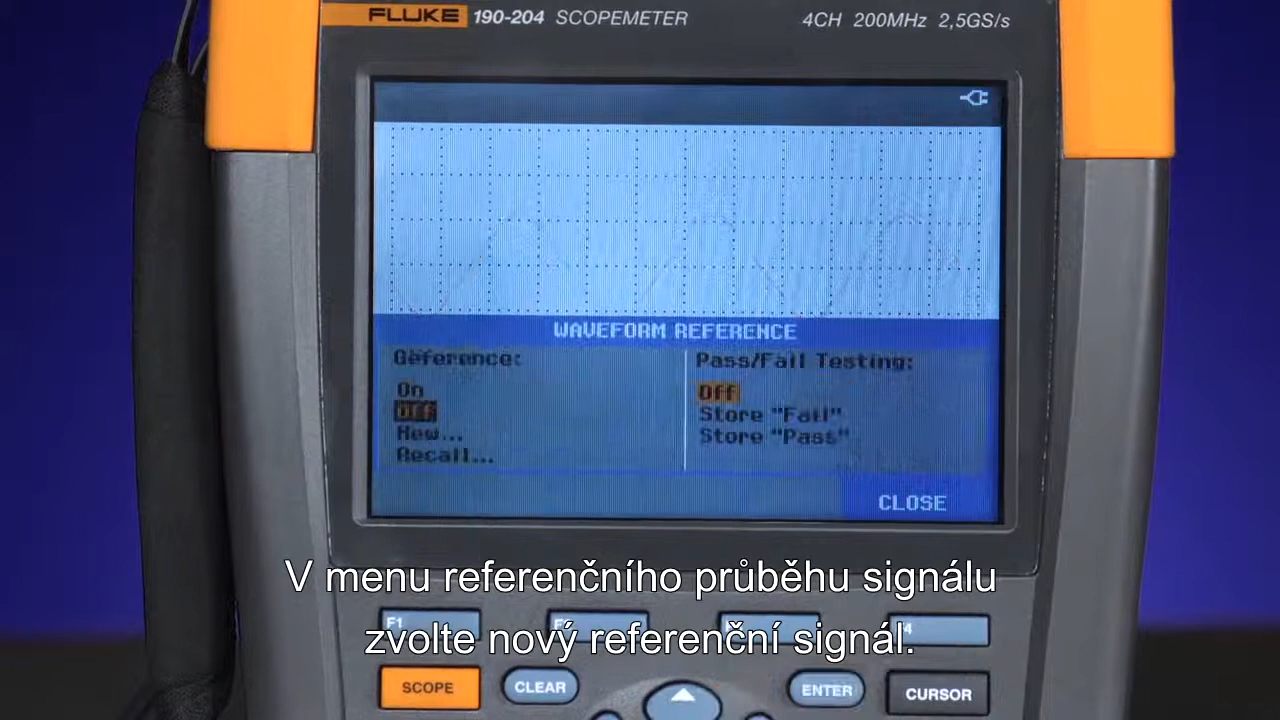 FLUKE 190-204 SCOPEMETER 4CH 200MHz 2,5GS/s
WAVEFORM REFERENCE
Reference: Pass/Fail Testing:
On Off
Off Store "Fail"
New... Store "Pass"
Recall...
CLOSE
V menu referenčního průběhu signálu
F1
zvolte nový referenční signál.
SCOPE CLEAR ENTER CURSOR